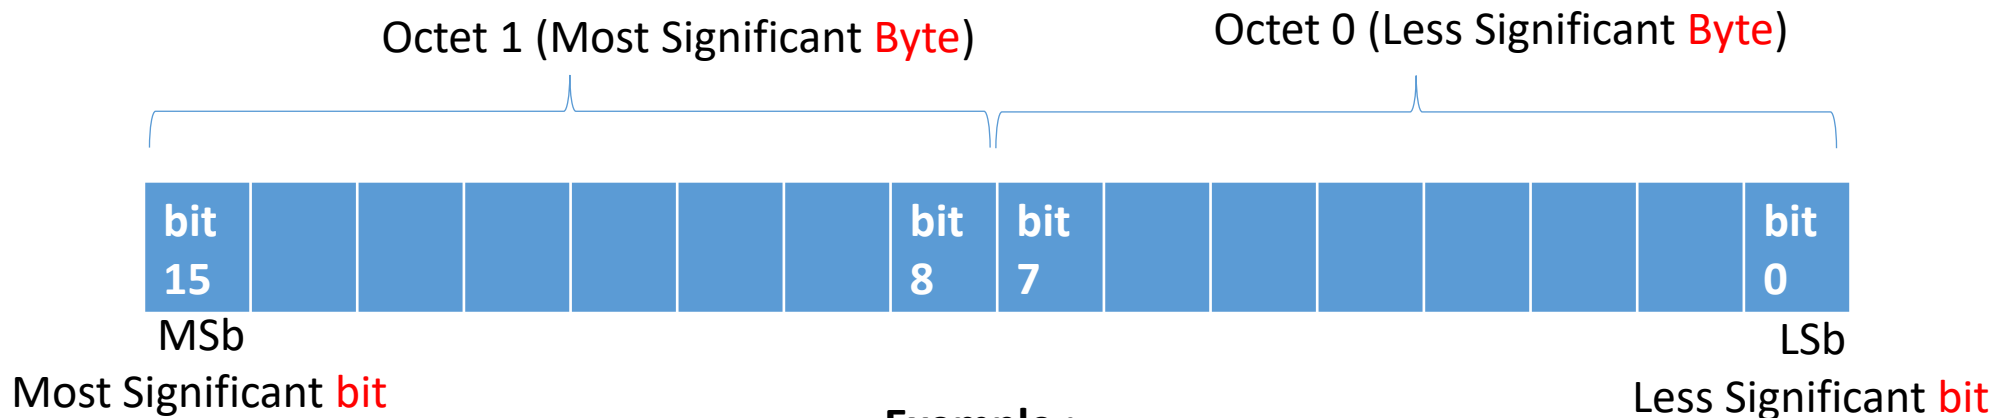 Octet 1 (Most Significant Byte)
Octet 0 (Less Significant Byte)
bit 15
bit 8
bit 7
bit 0
MSb
LSb
Most Significant bit
Less Significant bit
Example :